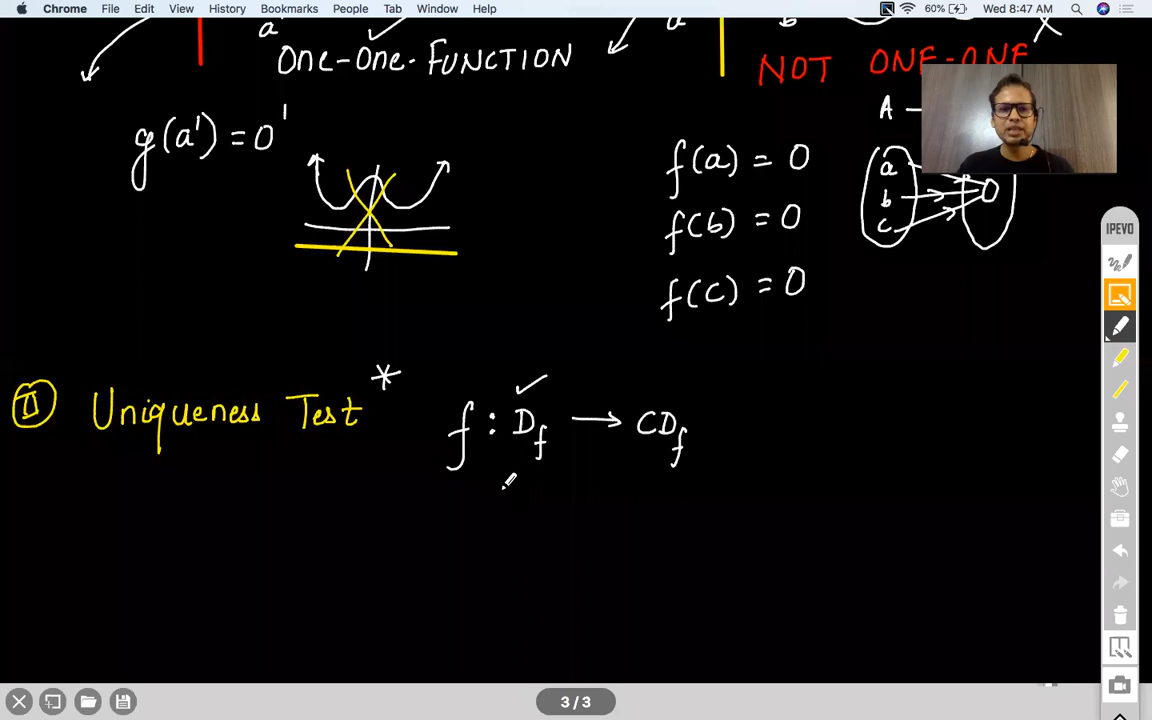 Chrome File Edit View History Bookmarks People Tab Window Help 60% Wed 8:47 AM
a b a
One-One-FUNCTION
NOT ONE-ONE
A
IPEVO
g(a') = 0'
f(a) = 0
f(b) = 0
f(c) = 0
a
b
c
0
II Uniqueness Test *
f : Df → CDf
3/3